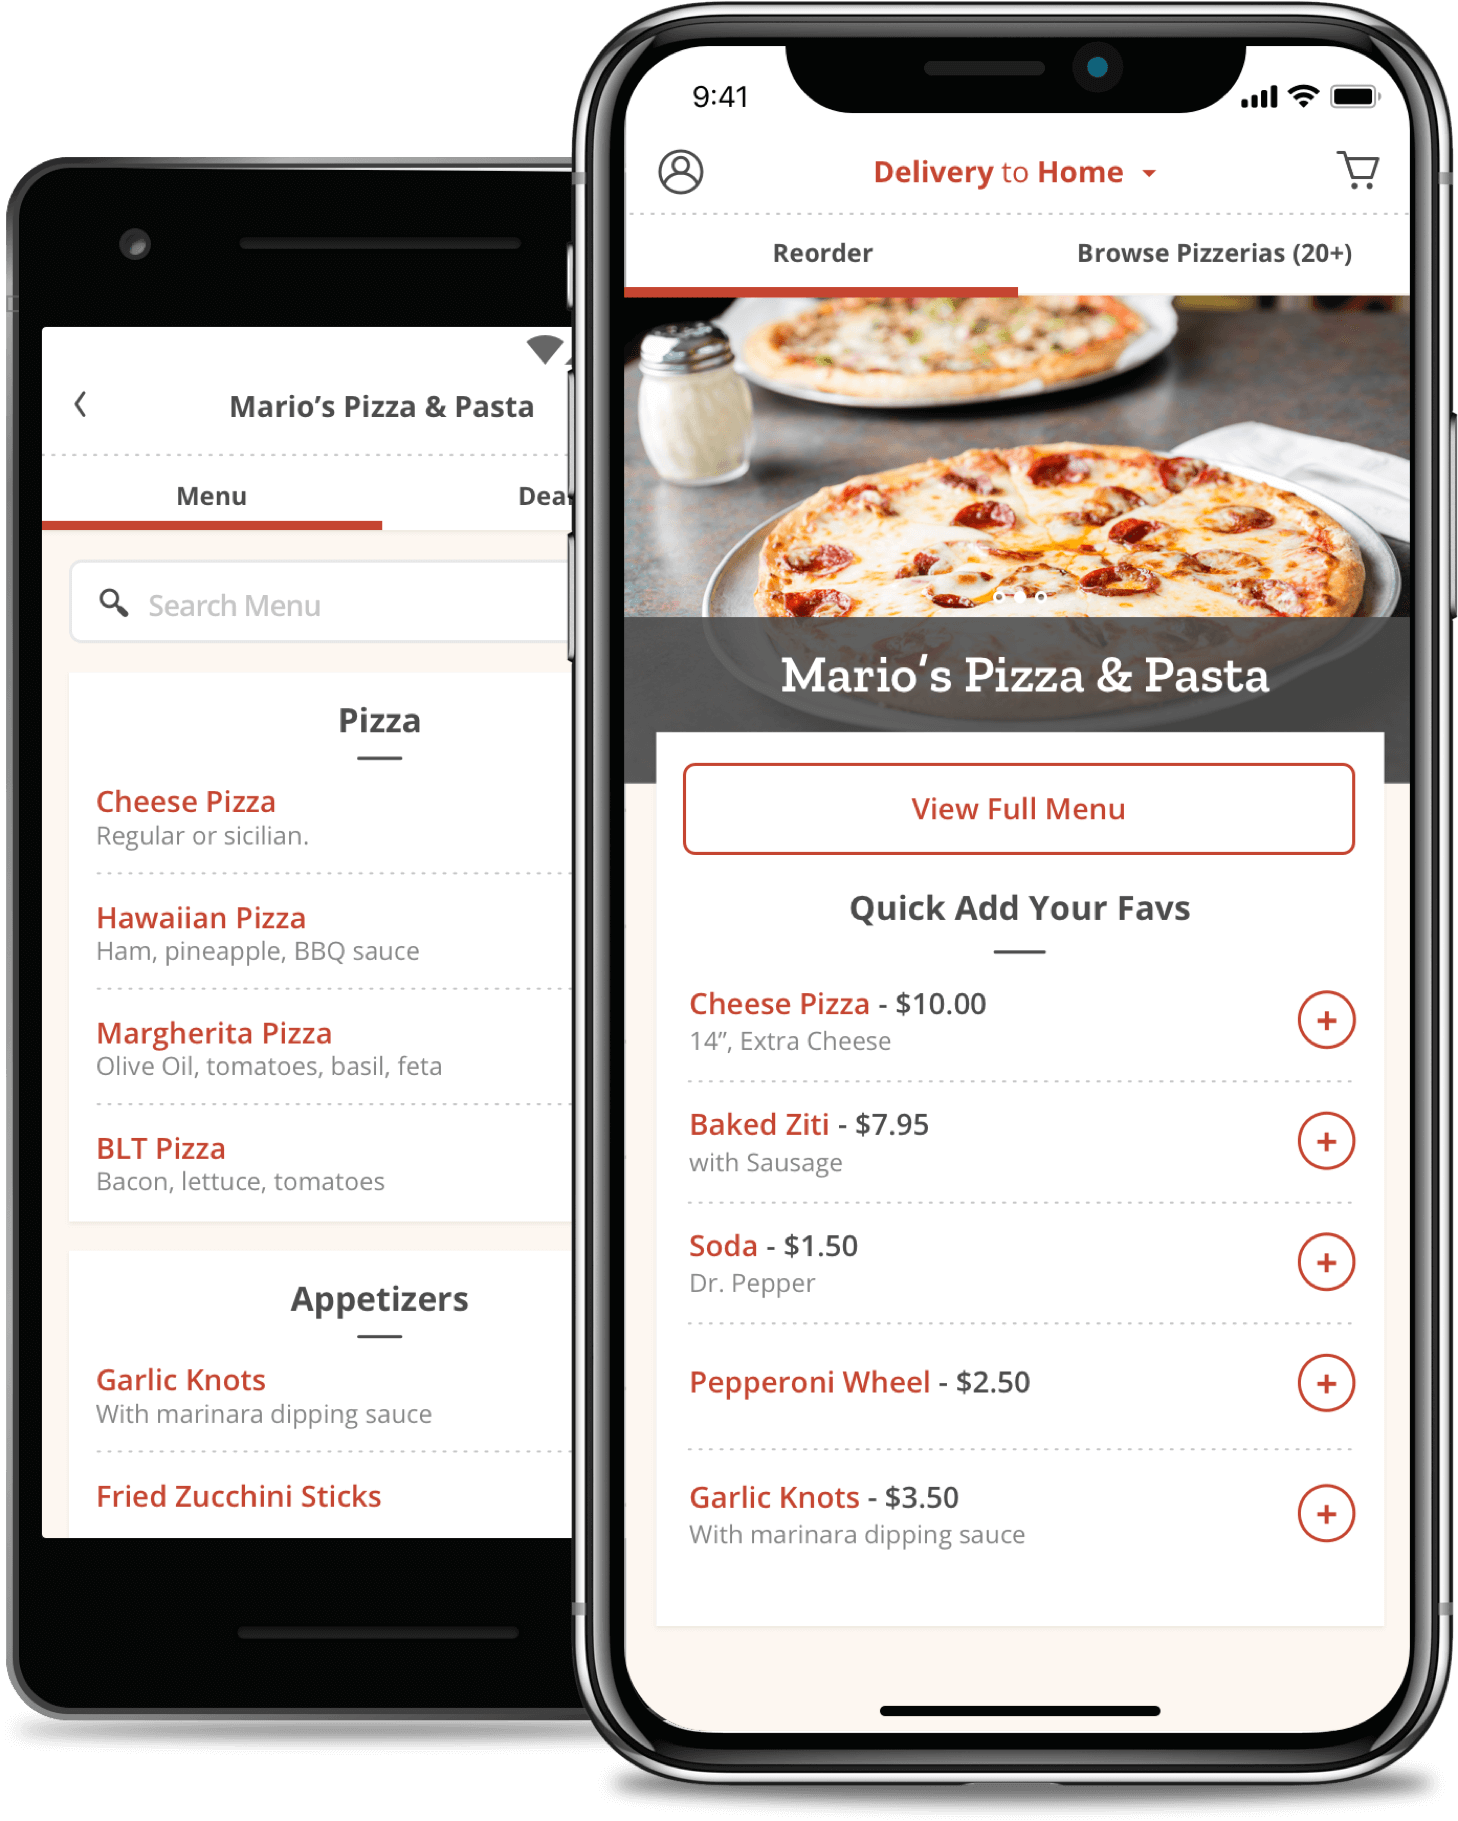 9:41
Delivery to Home
Reorder
Browse Pizzerias (20+)
Mario‘s Pizza & Pasta
View Full Menu
Quick Add Your Favs
Cheese Pizza - $10.00
14”, Extra Cheese
Baked Ziti - $7.95
with Sausage
Soda - $1.50
Dr. Pepper
Pepperoni Wheel - $2.50
Garlic Knots - $3.50
With marinara dipping sauce
Mario’s Pizza & Pasta
Menu
Search Menu
Pizza
Cheese Pizza
Regular or sicilian.
Hawaiian Pizza
Ham, pineapple, BBQ sauce
Margherita Pizza
Olive Oil, tomatoes, basil, feta
BLT Pizza
Bacon, lettuce, tomatoes
Appetizers
Garlic Knots
With marinara dipping sauce
Fried Zucchini Sticks